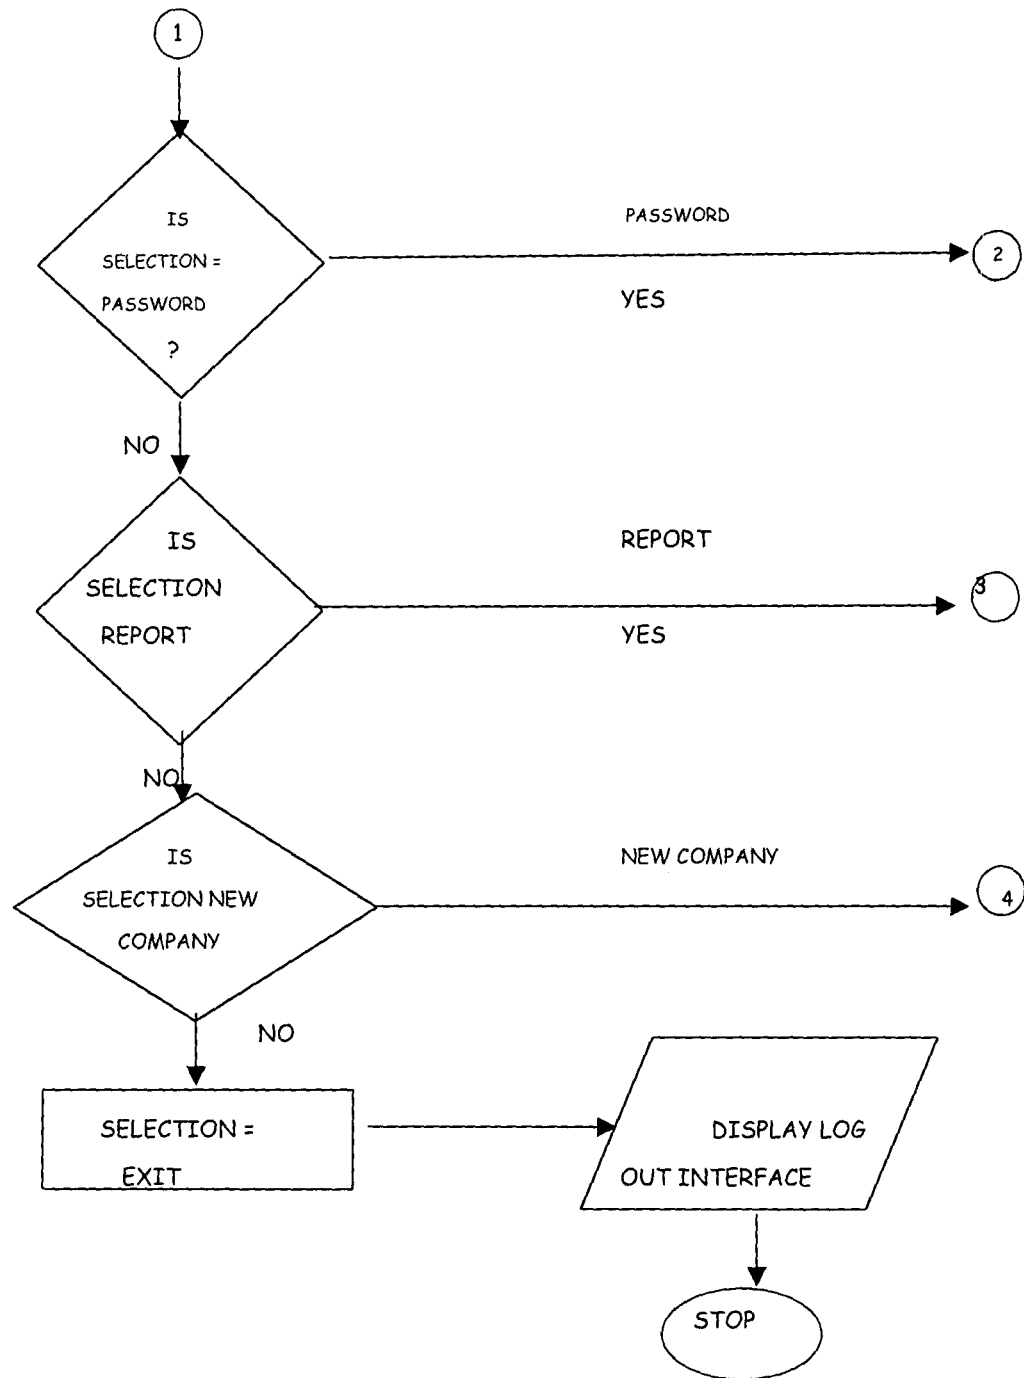 1
IS
SELECTION =
PASSWORD
?
PASSWORD
YES
2
NO
IS
SELECTION
REPORT
REPORT
YES
3
NO
IS
SELECTION NEW
COMPANY
NEW COMPANY
4
NO
SELECTION =
EXIT
DISPLAY LOG
OUT INTERFACE
STOP